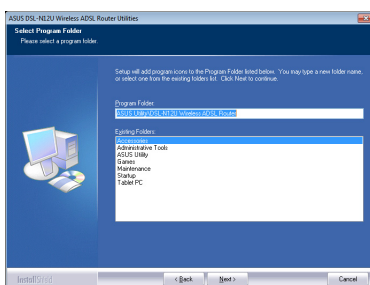 ASUS DSL-N12U Wireless ADSL Router Utilities
Select Program Folder
Please select a program folder.
Setup will add program icons to the Program Folder listed below. You may type a new folder name, or select one from the existing folders list. Click Next to continue.
Program Folder:
ASUS Utility\DSL-N12U Wireless ADSL Router
Existing Folders:
Accessories
Administrative Tools
ASUS Utility
Games
Maintenance
Startup
Tablet PC
InstallShield
< Back
Next >
Cancel